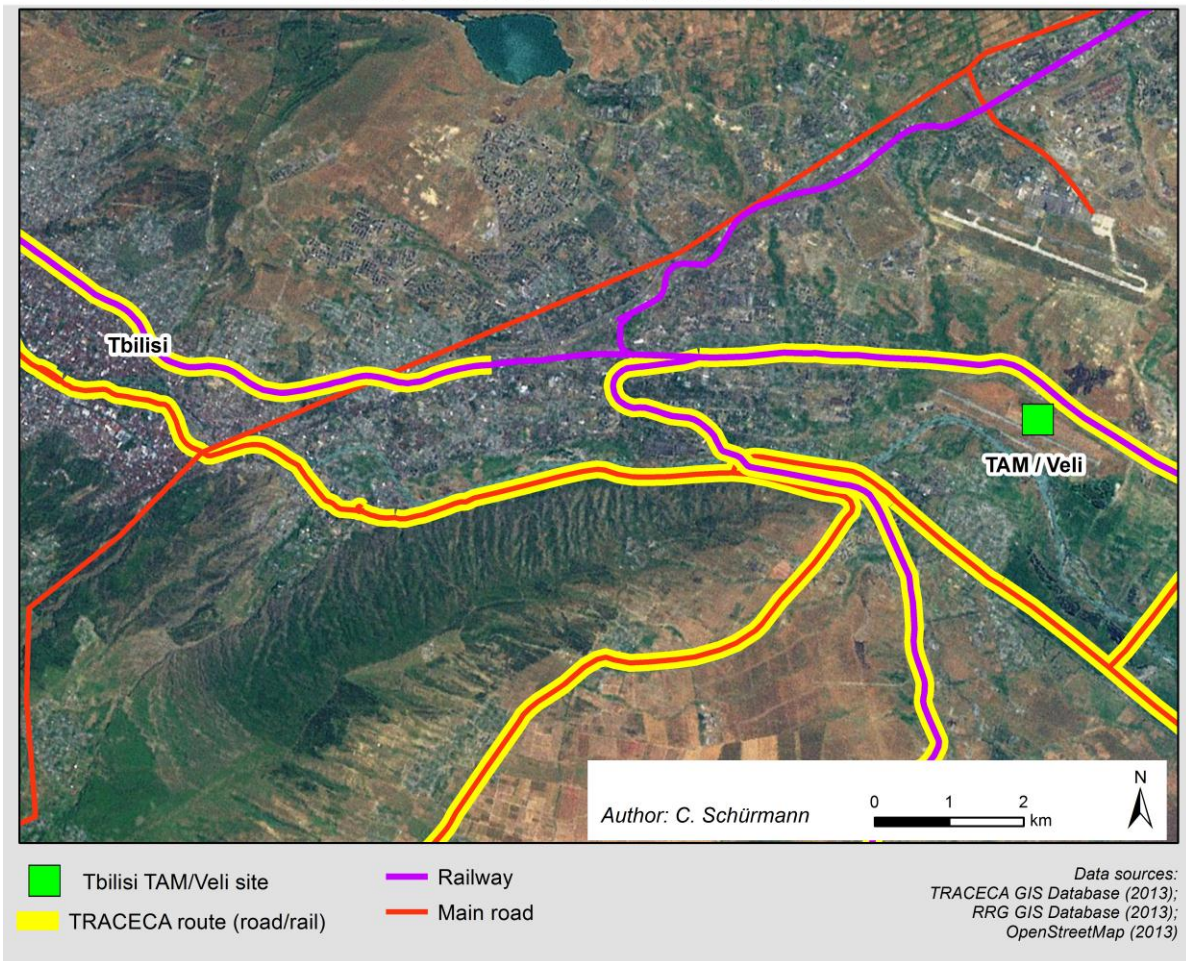 Tbilisi
TAM / Veli
Author: C. Schürmann
0 1 2
km
N
Tbilisi TAM/Veli site
TRACECA route (road/rail)
Railway
Main road
Data sources:
TRACECA GIS Database (2013);
RRG GIS Database (2013);
OpenStreetMap (2013)